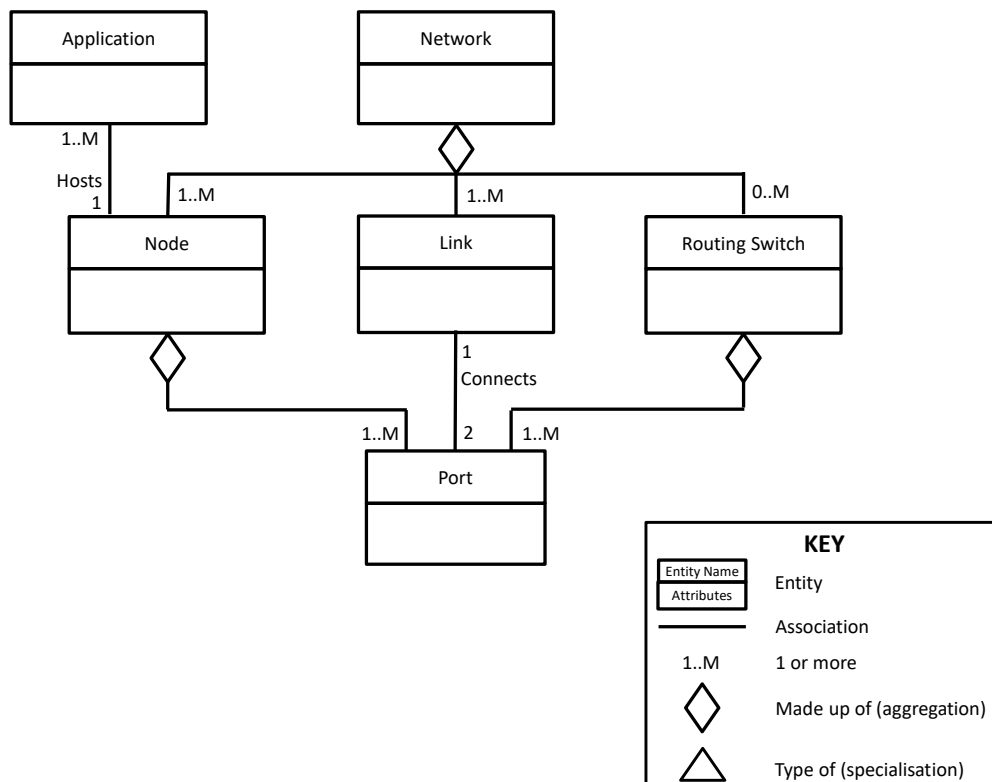 Application
Network
1..M
Hosts
1
1..M
1..M
0..M
Node
Link
Routing Switch
1
Connects
1..M
2
1..M
Port
KEY
Entity Name
Attributes
Entity
Association
1..M
1 or more
Made up of (aggregation)
Type of (specialisation)